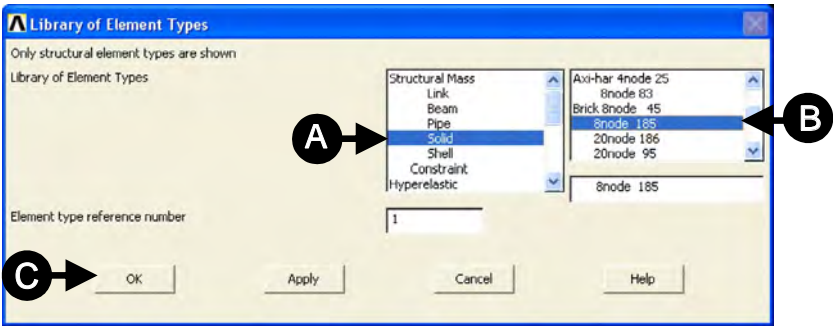 Library of Element Types
Only structural element types are shown
Library of Element Types
Structural Mass
Link
Beam
Pipe
Solid
Shell
Constraint
Hyperelastic
Axi-har 4node 25
8node 83
Brick 8node 45
8node 185
20node 186
20node 95
8node 185
A
B
Element type reference number
1
C
OK
Apply
Cancel
Help